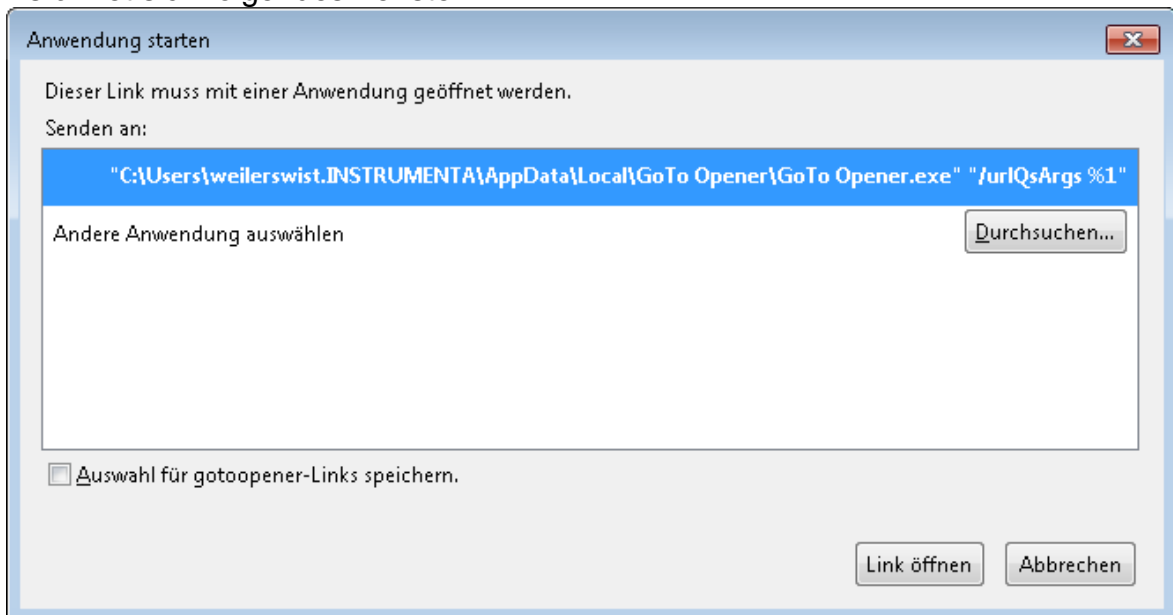 Anwendung starten
Dieser Link muss mit einer Anwendung geöffnet werden.
Senden an:
"C:\Users\weilerswist.INSTRUMENTA\AppData\Local\GoTo Opener\GoTo Opener.exe" "/urlQsArgs %1"
Andere Anwendung auswählen
Durchsuchen...
Auswahl für gotoopener-Links speichern.
Link öffnen
Abbrechen